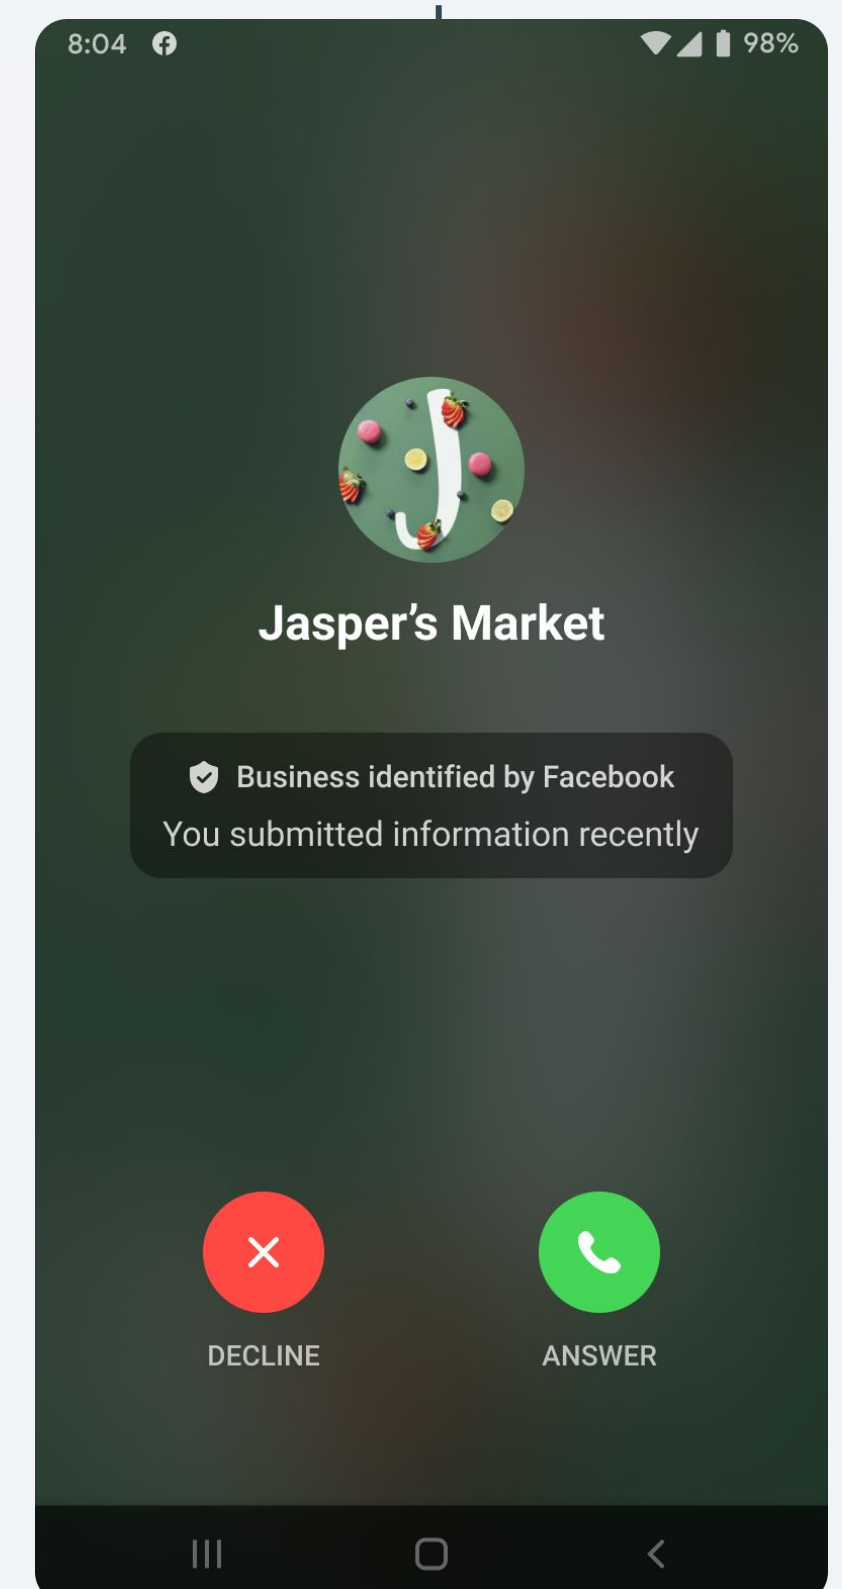 8:04 98%
J
Jasper’s Market
Business identified by Facebook
You submitted information recently
DECLINE ANSWER